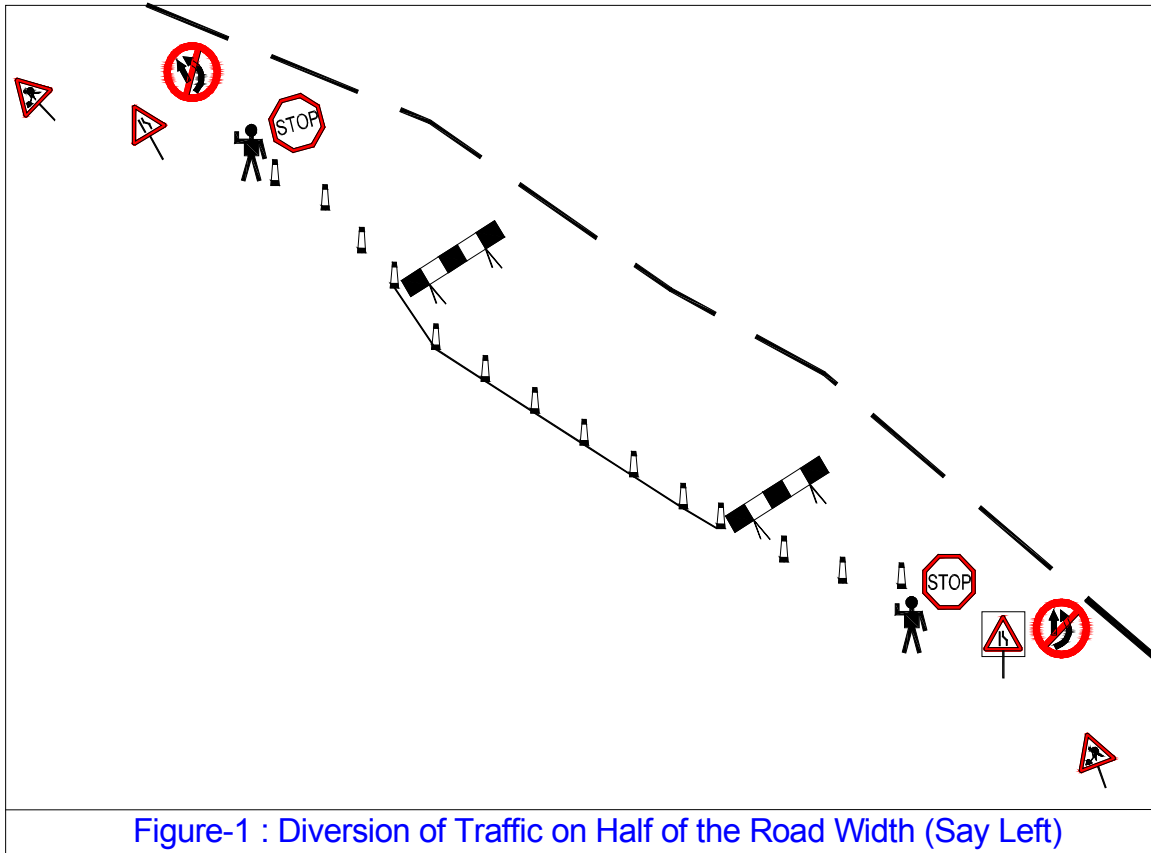 STOP
STOP
Figure-1 : Diversion of Traffic on Half of the Road Width (Say Left)